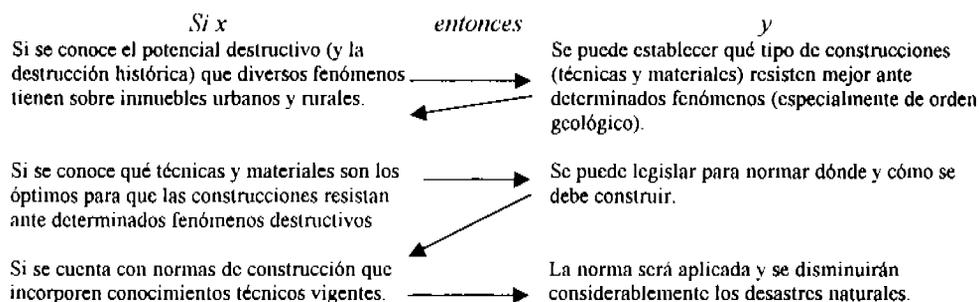 Si x entonces y
Si se conoce el potencial destructivo (y la
destrucción histórica) que diversos fenómenos
tienen sobre inmuebles urbanos y rurales.
Se puede establecer qué tipo de construcciones
(técnicas y materiales) resisten mejor ante
determinados fenómenos (especialmente de orden
geológico).
Si se conoce qué técnicas y materiales son los
óptimos para que las construcciones resistan
ante determinados fenómenos destructivos
Se puede legislar para normar dónde y cómo se
debe construir.
Si se cuenta con normas de construcción que
incorporen conocimientos técnicos vigentes.
La norma será aplicada y se disminuirán
considerablemente los desastres naturales.